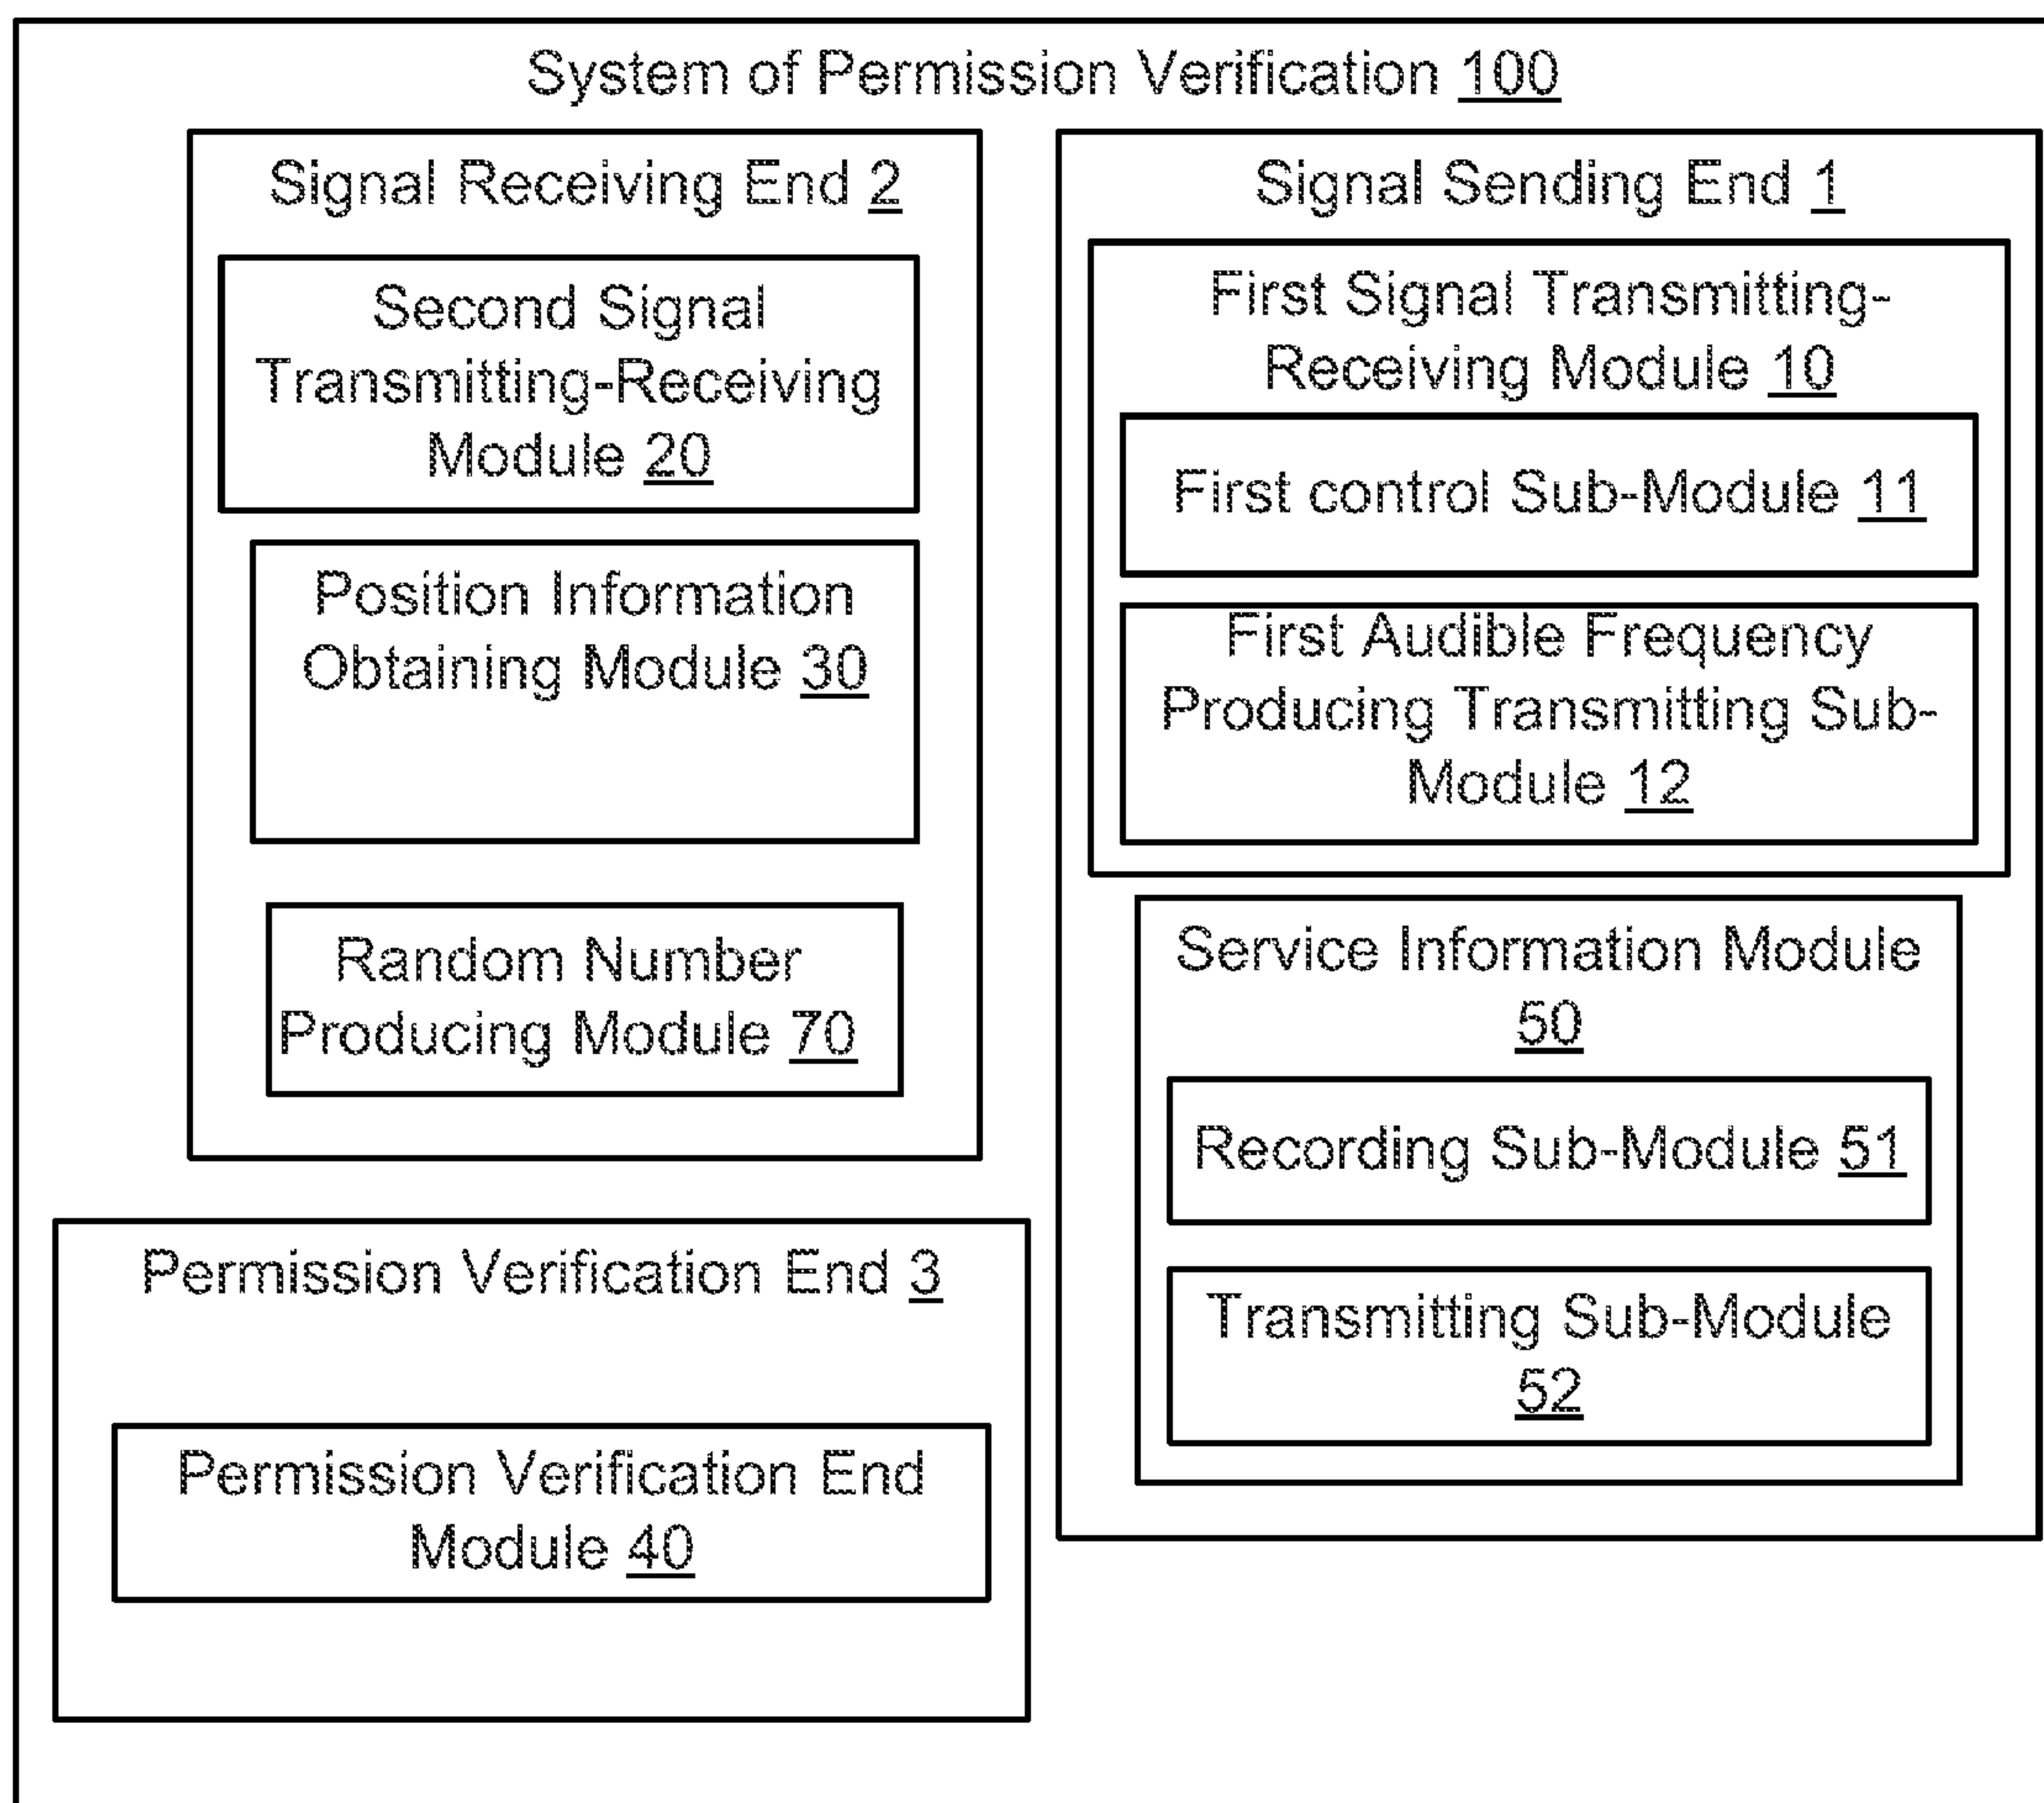 System of Permission Verification 100
Signal Receiving End 2
Second Signal
Transmitting-Receiving
Module 20
Position Information
Obtaining Module 30
Random Number
Producing Module 70
Permission Verification End 3
Permission Verification End
Module 40
Signal Sending End 1
First Signal Transmitting-
Receiving Module 10
First control Sub-Module 11
First Audible Frequency
Producing Transmitting Sub-
Module 12
Service Information Module
50
Recording Sub-Module 51
Transmitting Sub-Module
52